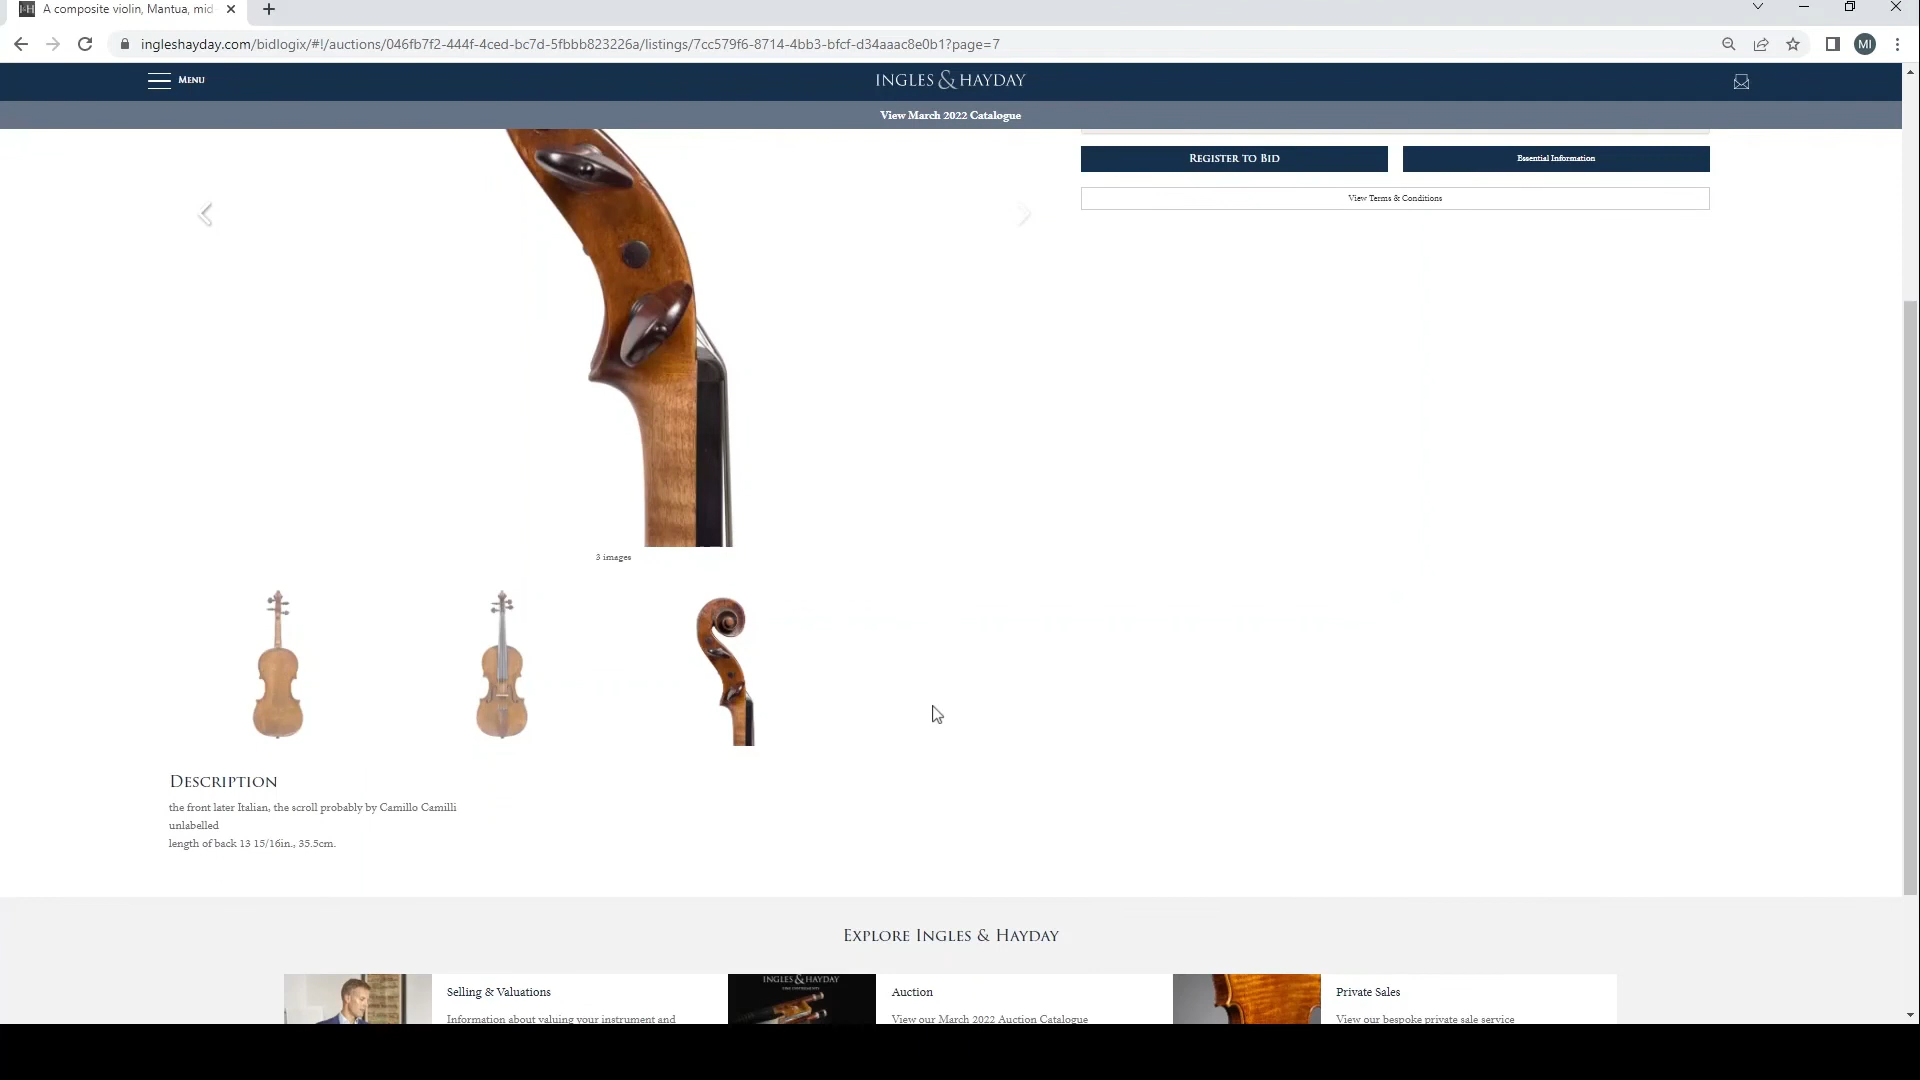 A composite violin, Mantua, mid
ingleshayday.com/bidlogix/#!/auctions/046fb7f2-444f-4ced-bc7d-5fbbb823226a/listings/7cc579f6-8714-4bb3-bfcf-d34aaac8e0b1?page=7
MI
MENU
INGLES & HAYDAY
View March 2022 Catalogue
REGISTER TO BID
Essential Information
View Terms & Conditions
3 images
DESCRIPTION
the front later Italian, the scroll probably by Camillo Camilli
unlabelled
length of back 13 15/16in., 35.5cm.
EXPLORE INGLES & HAYDAY
INGLES & HAYDAY
Selling & Valuations
Auction
Private Sales
Information about valuing your instrument and
View our March 2022 Auction Catalogue
View our bespoke private sale service